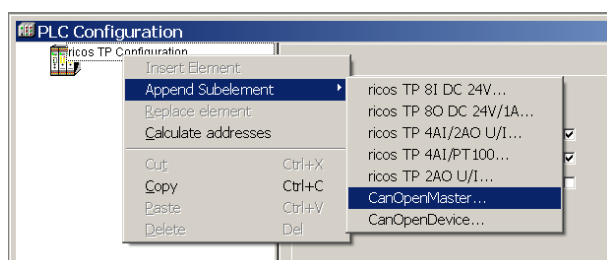 PLC Configuration
ricos TP Configuration
Insert Element
Append Subelement
Replace element
Calculate addresses
Cut Ctrl+X
Copy Ctrl+C
Paste Ctrl+V
Delete Del
ricos TP 8I DC 24V...
ricos TP 8O DC 24V/1A...
ricos TP 4AI/2AO U/I...
ricos TP 4AI/PT100...
ricos TP 2AO U/I...
CanOpenMaster...
CanOpenDevice...